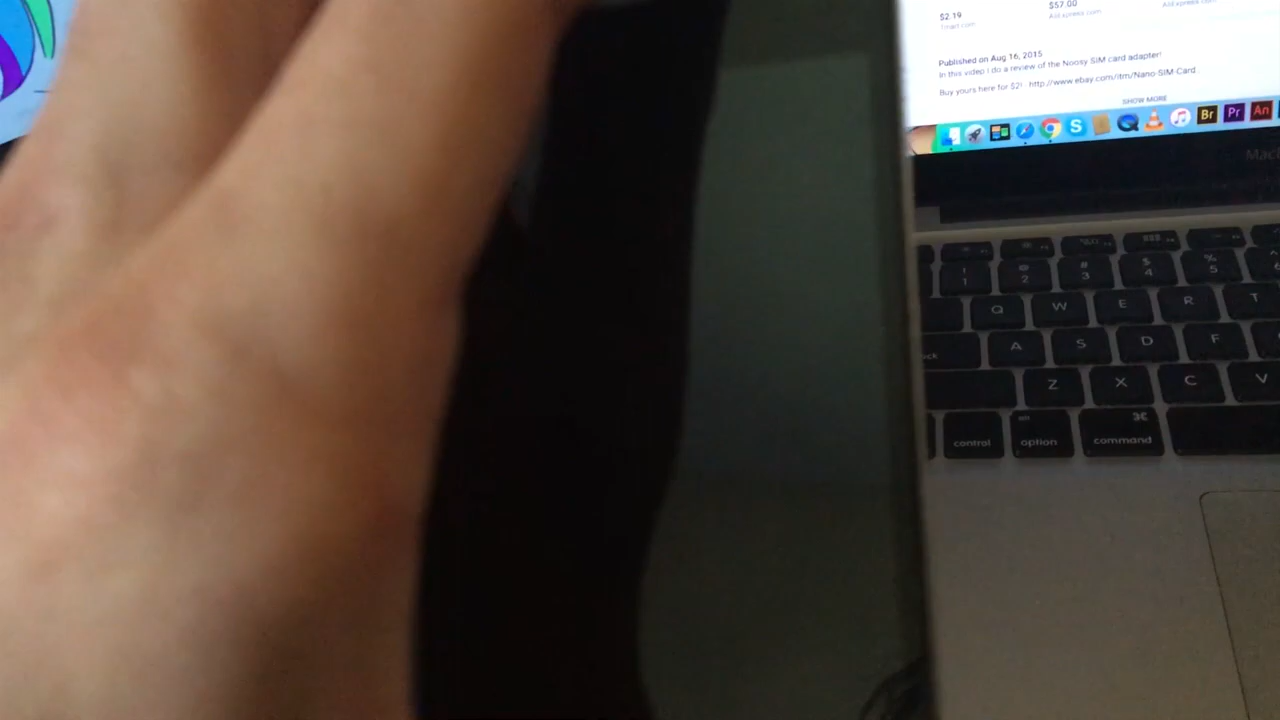 $2.19
$57.00
Published on Aug 16, 2015
In this video I do a review of the Noosy SIM card adapter!
Buy yours here for $2! http://www.ebay.com/itm/Nano-SIM-Card
SHOW MORE
Br Pr An
! 1 @ 2 # 3 $ 4 % 5
Q W E R T
A S D F
Z X C V
control option command